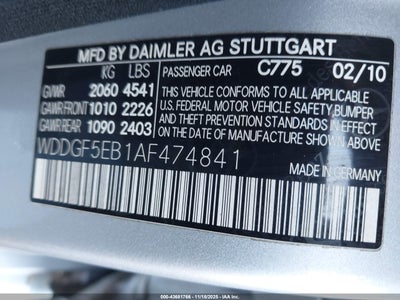 MFD BY DAIMLER AG STUTTGART
KG LBS PASSENGER CAR C775 02/10
GVWR 2060 4541
GAWR FRONT 1010 2226
GAWR REAR 1090 2403
THIS VEHICLE CONFORMS TO ALL APPLICABLE
U.S. FEDERAL MOTOR VEHICLE SAFETY, BUMPER
AND THEFT PREVENTION STANDARDS IN EFFECT
ON THE DATE OF MANUFACTURE SHOWN ABOVE
WDDGF5EB1AF474841
MADE IN GERMANY
000-43681768 - 11/18/2025 - IAAI.COM